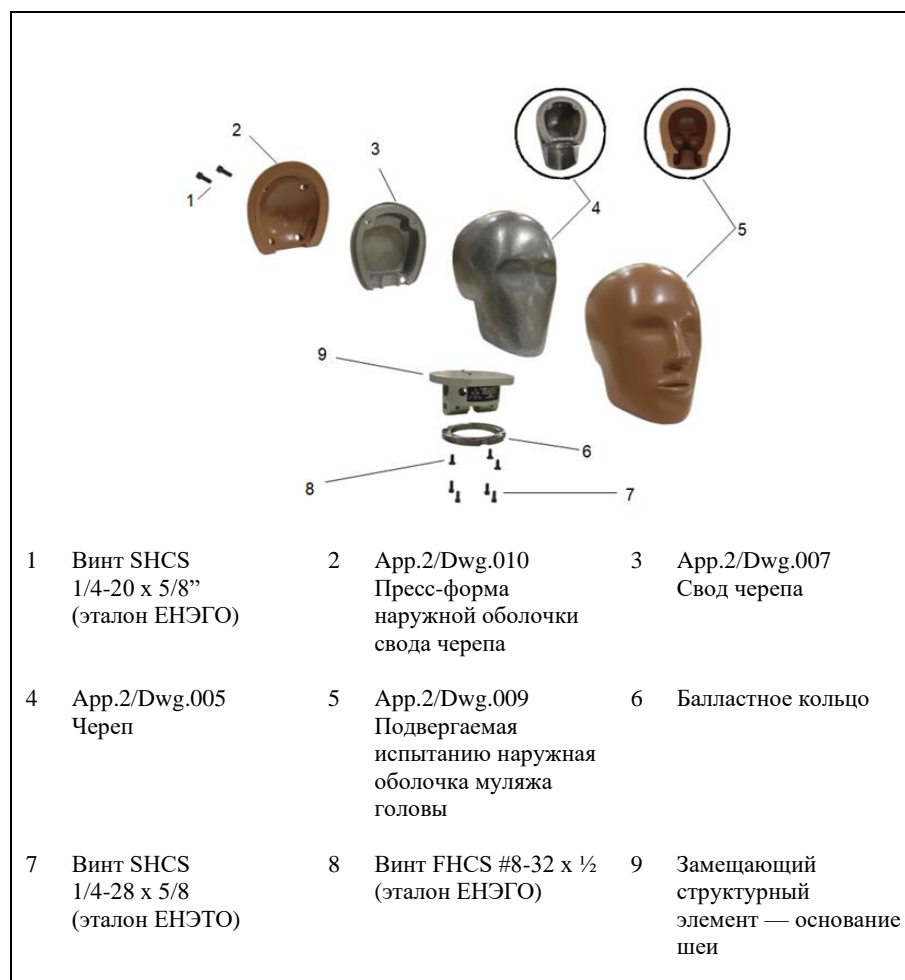 2
3
1
4
5
9
6
8
7
1 Винт SHCS
1/4-20 x 5/8”
(эталон ЕНЭГО)
2 App.2/Dwg.010
Пресс-форма
наружной оболочки
свода черепа
3 App.2/Dwg.007
Свод черепа
4 App.2/Dwg.005
Череп
5 App.2/Dwg.009
Подвергаемая
испытанию наружная
оболочка муляжа
головы
6 Балластное кольцо
7 Винт SHCS
1/4-28 x 5/8
(эталон ЕНЭТО)
8 Винт FHCS #8-32 x ½
(эталон ЕНЭГО)
9 Замещающий
структурный
элемент — основание
шеи